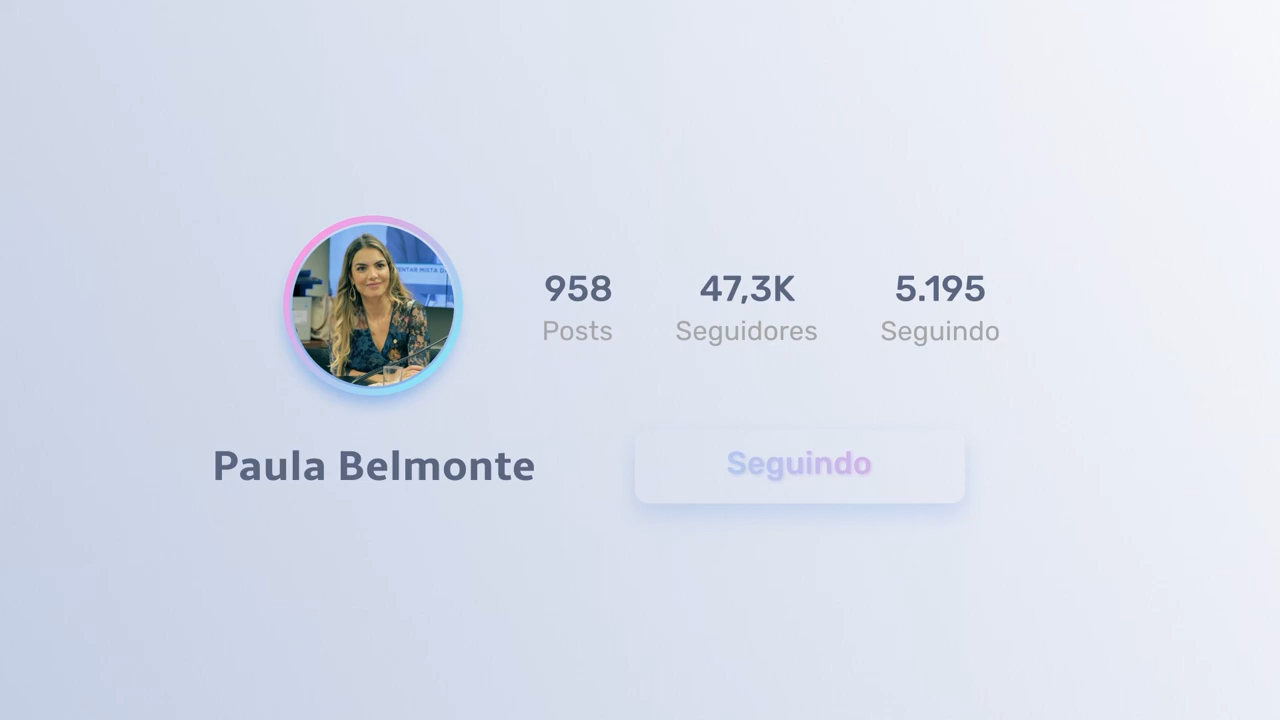 958
47,3K
5.195
Posts
Seguidores
Seguindo
Paula Belmonte
Seguindo